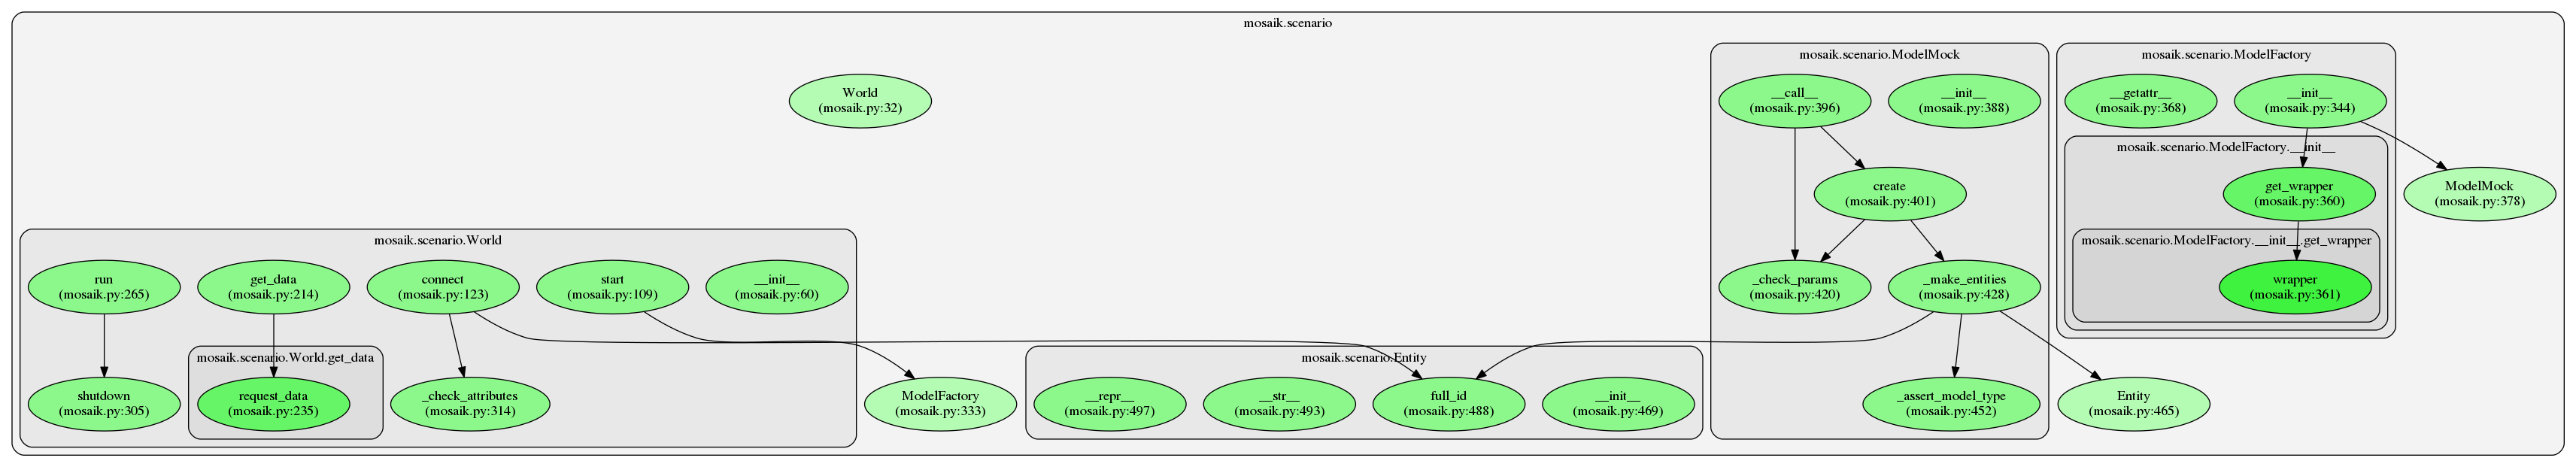 mosaik.scenario
mosaik.scenario.ModelMock
mosaik.scenario.ModelFactory
World
(mosaik.py:32)
__call__
(mosaik.py:396)
__init__
(mosaik.py:388)
__getattr__
(mosaik.py:368)
__init__
(mosaik.py:344)
mosaik.scenario.ModelFactory.__init__
create
(mosaik.py:401)
get_wrapper
(mosaik.py:360)
ModelMock
(mosaik.py:378)
mosaik.scenario.World
mosaik.scenario.ModelFactory.__init__.get_wrapper
run
(mosaik.py:265)
get_data
(mosaik.py:214)
connect
(mosaik.py:123)
start
(mosaik.py:109)
__init__
(mosaik.py:60)
_check_params
(mosaik.py:420)
_make_entities
(mosaik.py:428)
wrapper
(mosaik.py:361)
mosaik.scenario.World.get_data
mosaik.scenario.Entity
shutdown
(mosaik.py:305)
request_data
(mosaik.py:235)
_check_attributes
(mosaik.py:314)
ModelFactory
(mosaik.py:333)
__repr__
(mosaik.py:497)
__str__
(mosaik.py:493)
full_id
(mosaik.py:488)
__init__
(mosaik.py:469)
_assert_model_type
(mosaik.py:452)
Entity
(mosaik.py:465)